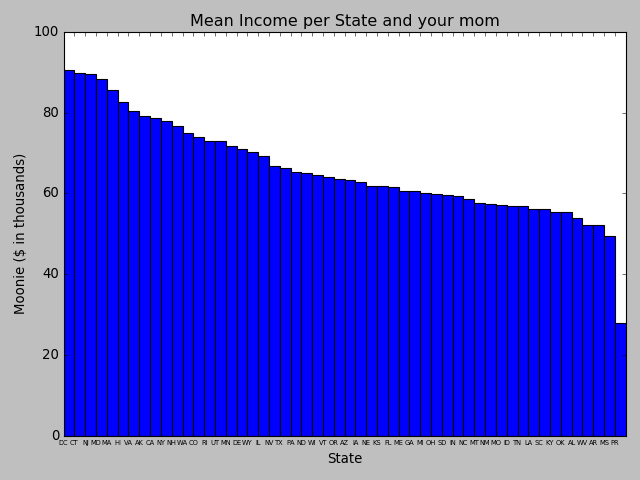 Mean Income per State and your mom
Moonie ($ in thousands)
100
80
60
40
20
0
DC CT NJ MD MA HI VA AK CA NY NH WA CO RI UT MN DE WY IL NV TX PA ND WI VT OR AZ IA NE KS FL ME GA MI OH SD IN NC MT NM MO ID TN LA SC KY OK AL WV AR MS PR
State